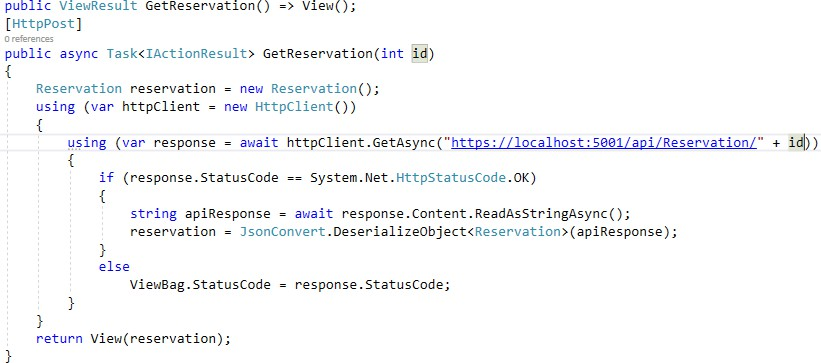 public ViewResult GetReservation() => View();
[HttpPost]
0 references
public async Task<IActionResult> GetReservation(int id)
{
Reservation reservation = new Reservation();
using (var httpClient = new HttpClient())
{
using (var response = await httpClient.GetAsync("https://localhost:5001/api/Reservation/" + id))
{
if (response.StatusCode == System.Net.HttpStatusCode.OK)
{
string apiResponse = await response.Content.ReadAsStringAsync();
reservation = JsonConvert.DeserializeObject<Reservation>(apiResponse);
}
else
ViewBag.StatusCode = response.StatusCode;
}
}
return View(reservation);
}